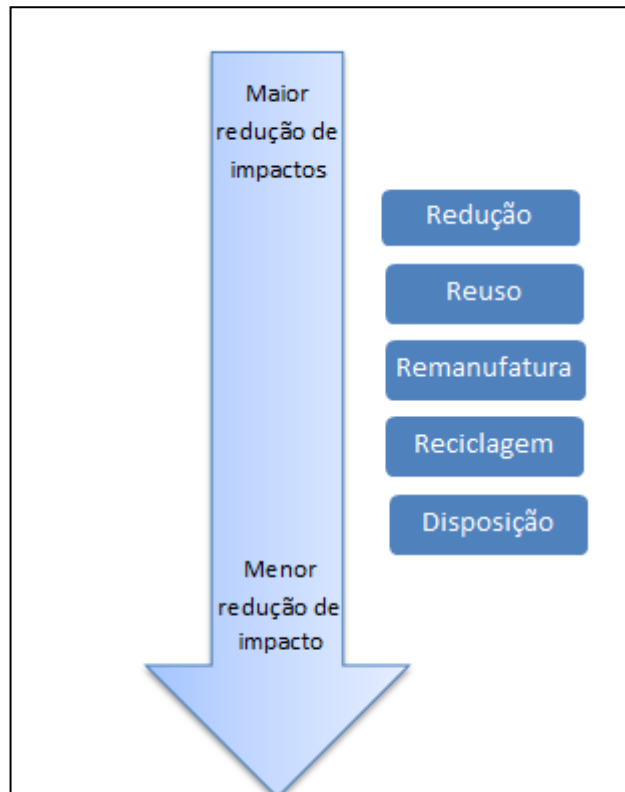 Maior
redução de
impactos
Redução
Reuso
Remanufatura
Reciclagem
Disposição
Menor
redução de
impacto